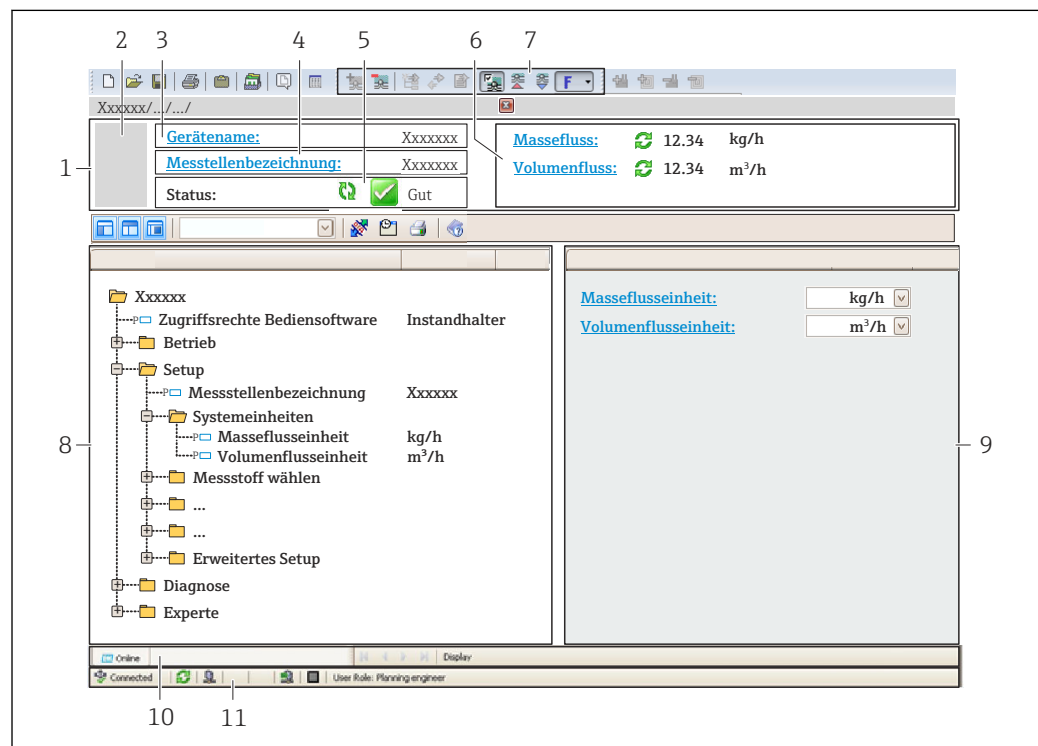 2 3 4 5 6 7
F
Xxxxxx/../../
1
Gerätename: Xxxxxxx
Messtellenbezeichnung: Xxxxxxx
Status: Gut
Massefluss: 12.34 kg/h
Volumenfluss: 12.34 m³/h
Xxxxxx
P Zugriffsrechte Bediensoftware Instandhalter
Betrieb
Setup
P Messstellenbezeichnung Xxxxxx
Systemeinheiten
P Masseflusseinheit kg/h
P Volumenflusseinheit m³/h
Messstoff wählen
...
...
Erweitertes Setup
Diagnose
Experte
8
Masseflusseinheit: kg/h
Volumenflusseinheit: m³/h
9
Online Display
Connected User Role: Planning engineer
10 11